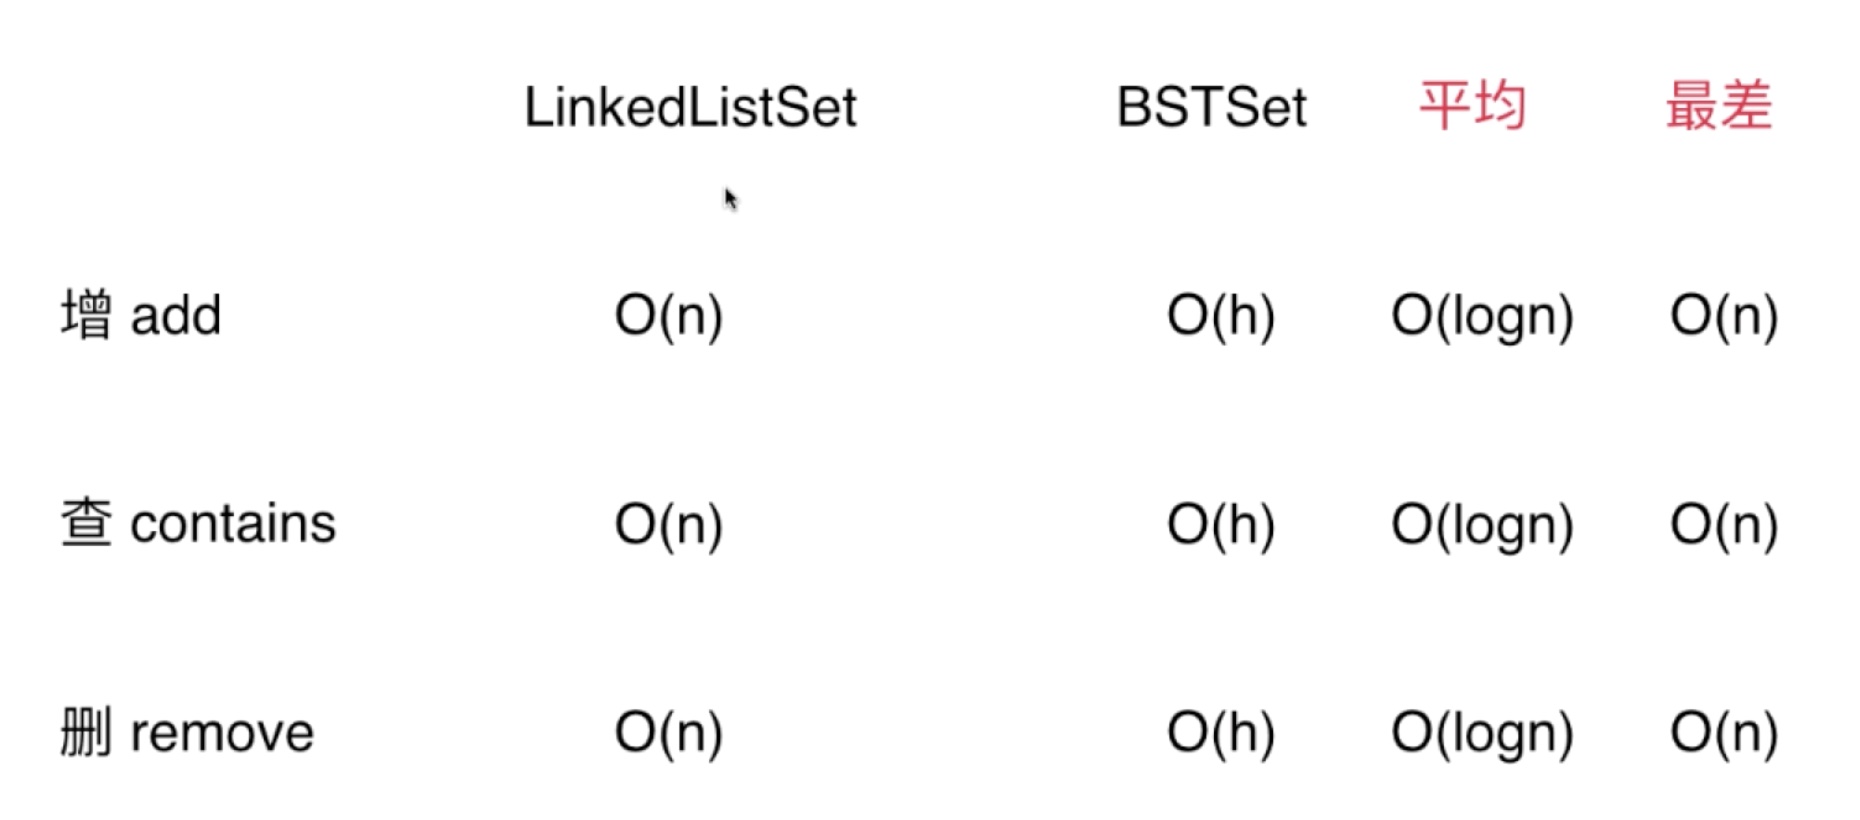 LinkedListSet BSTSet 平均 最差
增 add O(n) O(h) O(logn) O(n)
查 contains O(n) O(h) O(logn) O(n)
删 remove O(n) O(h) O(logn) O(n)